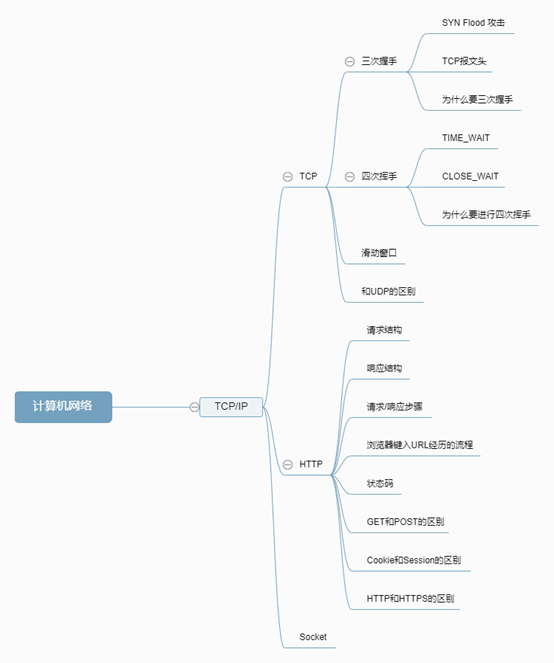 计算机网络
TCP/IP
TCP
三次握手
SYN Flood 攻击
TCP报文头
为什么要三次握手
四次挥手
TIME_WAIT
CLOSE_WAIT
为什么要进行四次挥手
滑动窗口
和UDP的区别
HTTP
请求结构
响应结构
请求/响应步骤
浏览器键入URL经历的流程
状态码
GET和POST的区别
Cookie和Session的区别
HTTP和HTTPS的区别
Socket